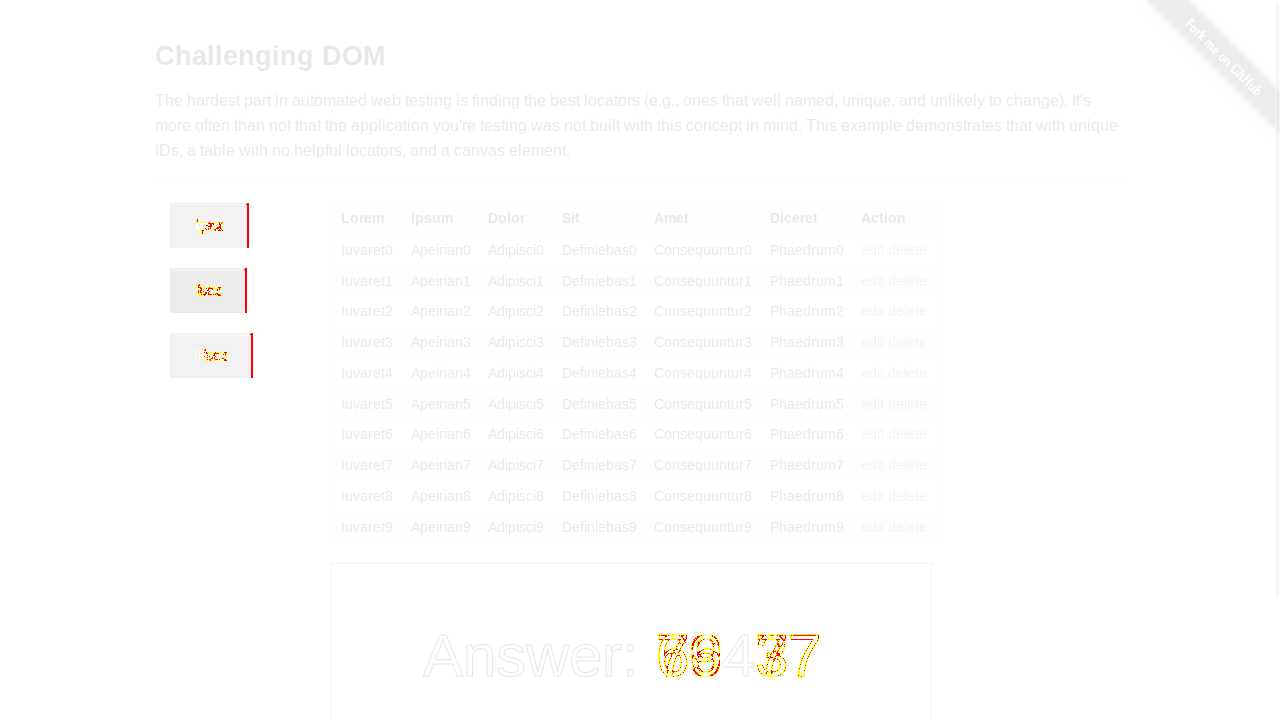 Fork me on GitHub
Challenging DOM
The hardest part in automated web testing is finding the best locators (e.g., ones that well named, unique, and unlikely to change). It's
more often than not that the application you're testing was not built with this concept in mind. This example demonstrates that with unique
IDs, a table with no helpful locators, and a canvas element.
Lorem Ipsum Dolor Sit Amet Diceret Action
Iuvaret0 Apeirian0 Adipisci0 Definiebas0 Consequuntur0 Phaedrum0 edit delete
Iuvaret1 Apeirian1 Adipisci1 Definiebas1 Consequuntur1 Phaedrum1 edit delete
Iuvaret2 Apeirian2 Adipisci2 Definiebas2 Consequuntur2 Phaedrum2 edit delete
Iuvaret3 Apeirian3 Adipisci3 Definiebas3 Consequuntur3 Phaedrum3 edit delete
Iuvaret4 Apeirian4 Adipisci4 Definiebas4 Consequuntur4 Phaedrum4 edit delete
Iuvaret5 Apeirian5 Adipisci5 Definiebas5 Consequuntur5 Phaedrum5 edit delete
Iuvaret6 Apeirian6 Adipisci6 Definiebas6 Consequuntur6 Phaedrum6 edit delete
Iuvaret7 Apeirian7 Adipisci7 Definiebas7 Consequuntur7 Phaedrum7 edit delete
Iuvaret8 Apeirian8 Adipisci8 Definiebas8 Consequuntur8 Phaedrum8 edit delete
Iuvaret9 Apeirian9 Adipisci9 Definiebas9 Consequuntur9 Phaedrum9 edit delete
Answer: